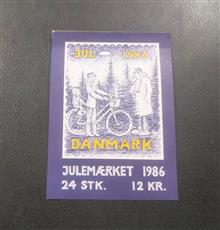 JUL 1986
DANMARK
JULEMÆRKET 1986
24 STK. 12 KR.